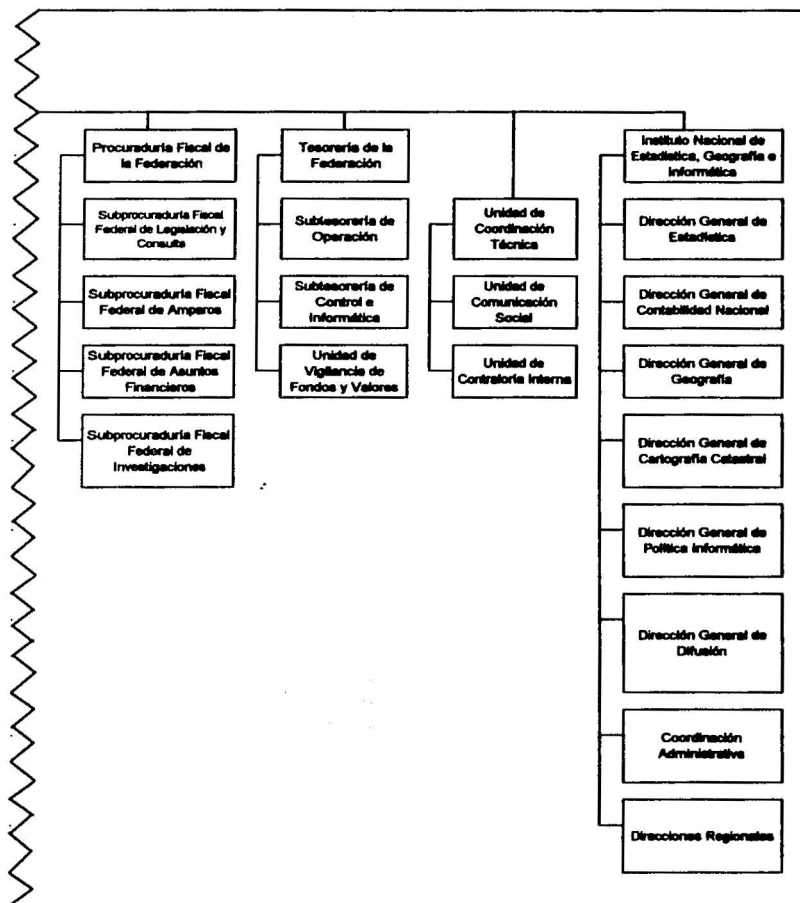 Procuraduría Fiscal de
la Federación
Subprocuraduría Fiscal
Federal de Legislación y
Consulta
Subprocuraduría Fiscal
Federal de Amparos
Subprocuraduría Fiscal
Federal de Asuntos
Financieros
Subprocuraduría Fiscal
Federal de
Investigaciones
Tesorería de la
Federación
Subtesorería de
Operación
Subtesorería de
Control e
Informática
Unidad de
Vigilancia de
Fondos y Valores
Unidad de
Coordinación
Técnica
Unidad de
Comunicación
Social
Unidad de
Contraloría Interna
Instituto Nacional de
Estadística, Geografía e
Informática
Dirección General de
Estadística
Dirección General de
Contabilidad Nacional
Dirección General de
Geografía
Dirección General de
Cartografía Catastral
Dirección General de
Política Informática
Dirección General de
Difusión
Coordinación
Administrativa
Direcciones Regionales